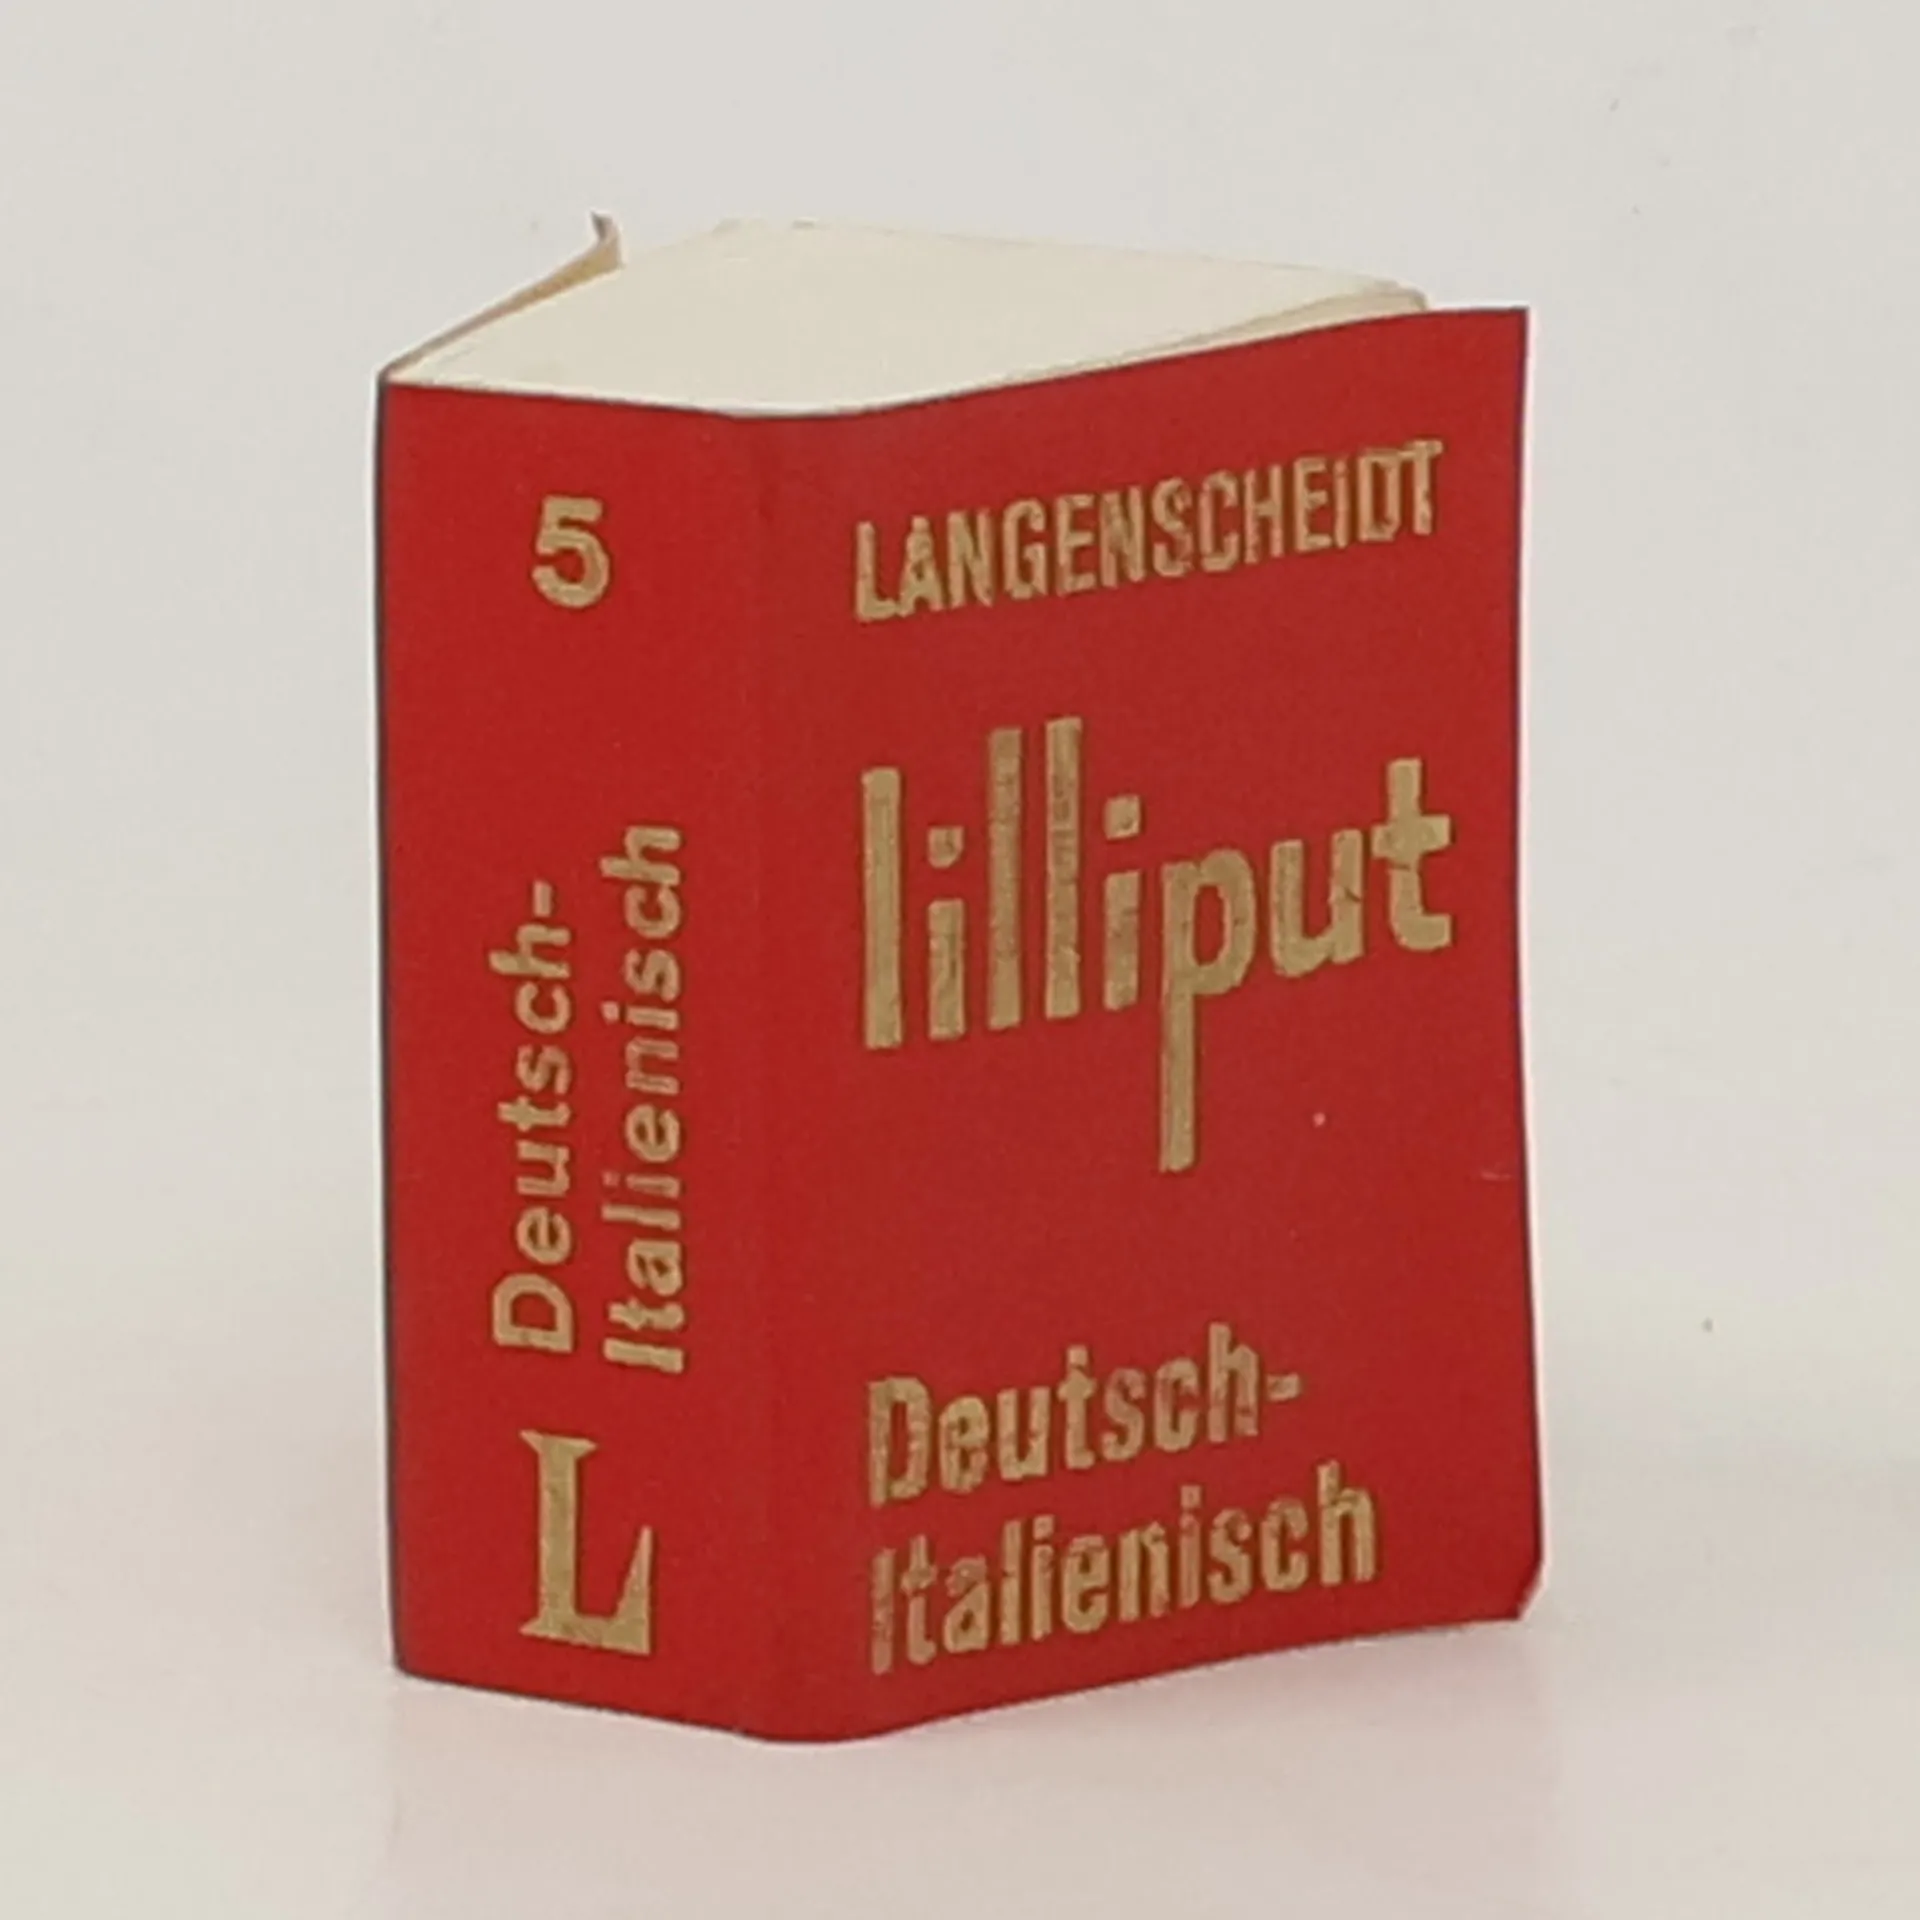 5
Deutsch-
Italienisch
L
LANGENSCHEiDT
lilliput
Deutsch-
Italienisch